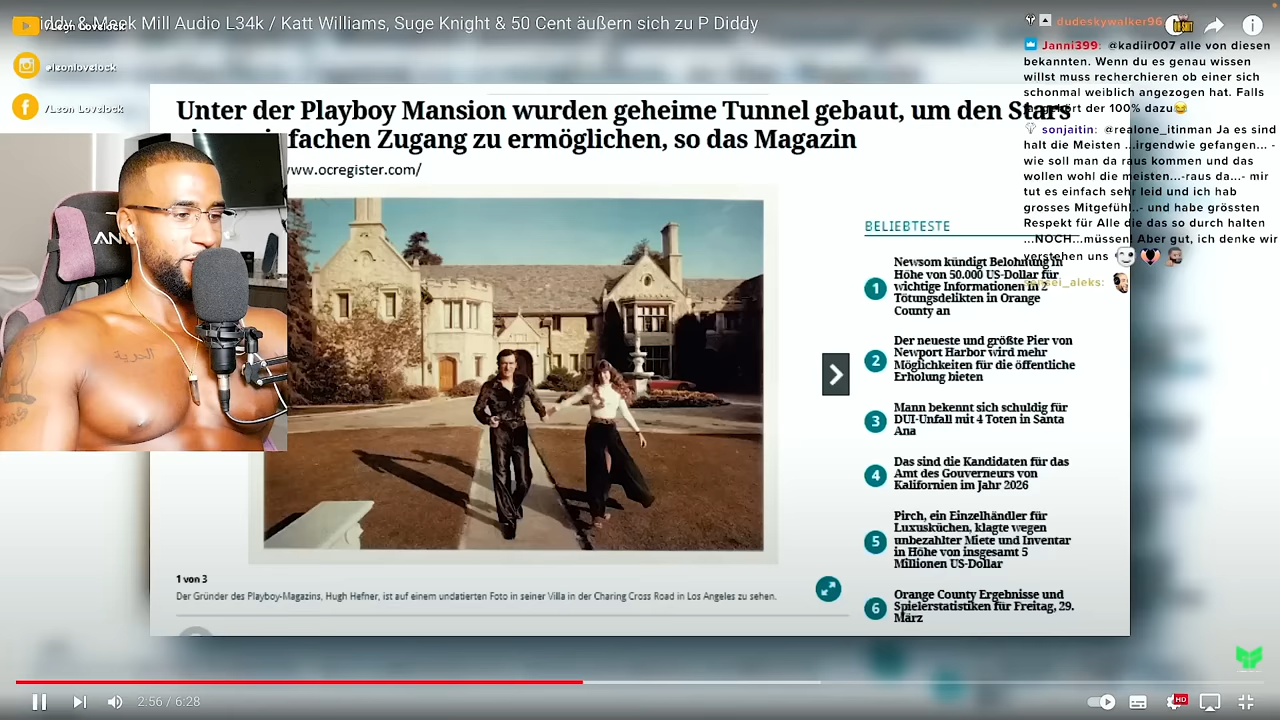 iddy & Meek Mill Audio L34k / Katt Williams, Suge Knight & 50 Cent äußern sich zu P Diddy
/Leon Lovelock
@leonlovelock
/Leon Lovelock
Unter der Playboy Mansion wurden geheime Tunnel gebaut, um den Stars
fachen Zugang zu ermöglichen, so das Magazin
www.ocregister.com/
AN
الحرية
1 von 3
Der Gründer des Playboy-Magazins, Hugh Hefner, ist auf einem undatierten Foto in seiner Villa in der Charing Cross Road in Los Angeles zu sehen.
BELIEBTESTE
1
Newsom kündigt Belohnung in
Höhe von 50.000 US-Dollar für
wichtige Informationen in 2
Tötungsdelikten in Orange
County an
2
Der neueste und größte Pier von
Newport Harbor wird mehr
Möglichkeiten für die öffentliche
Erholung bieten
3
Mann bekennt sich schuldig für
DUI-Unfall mit 4 Toten in Santa
Ana
4
Das sind die Kandidaten für das
Amt des Gouverneurs von
Kalifornien im Jahr 2026
5
Pirch, ein Einzelhändler für
Luxusküchen, klagte wegen
unbezahlter Miete und Inventar
in Höhe von insgesamt 5
Millionen US-Dollar
6
Orange County Ergebnisse und
Spielerstatistiken für Freitag, 29.
März
dudeskywalker96
Janni399: @kadiir007 alle von diesen
bekannten. Wenn du es genau wissen
willst muss recherchieren ob einer sich
schonmal weiblich angezogen hat. Falls
ja gehört der 100% dazu😂
sonjaitin: @realone_itinman Ja es sind
halt die Meisten ...irgendwie gefangen... -
wie soll man da raus kommen und das
wollen wohl die meisten...-raus da...- mir
tut es einfach sehr leid und ich hab
grosses Mitgefühl..- und habe grössten
Respekt für Alle die das so durch halten
...NOCH...müssen! Aber gut, ich denke wir
verstehen uns
sensei_aleks:
2:56 / 6:28
HD